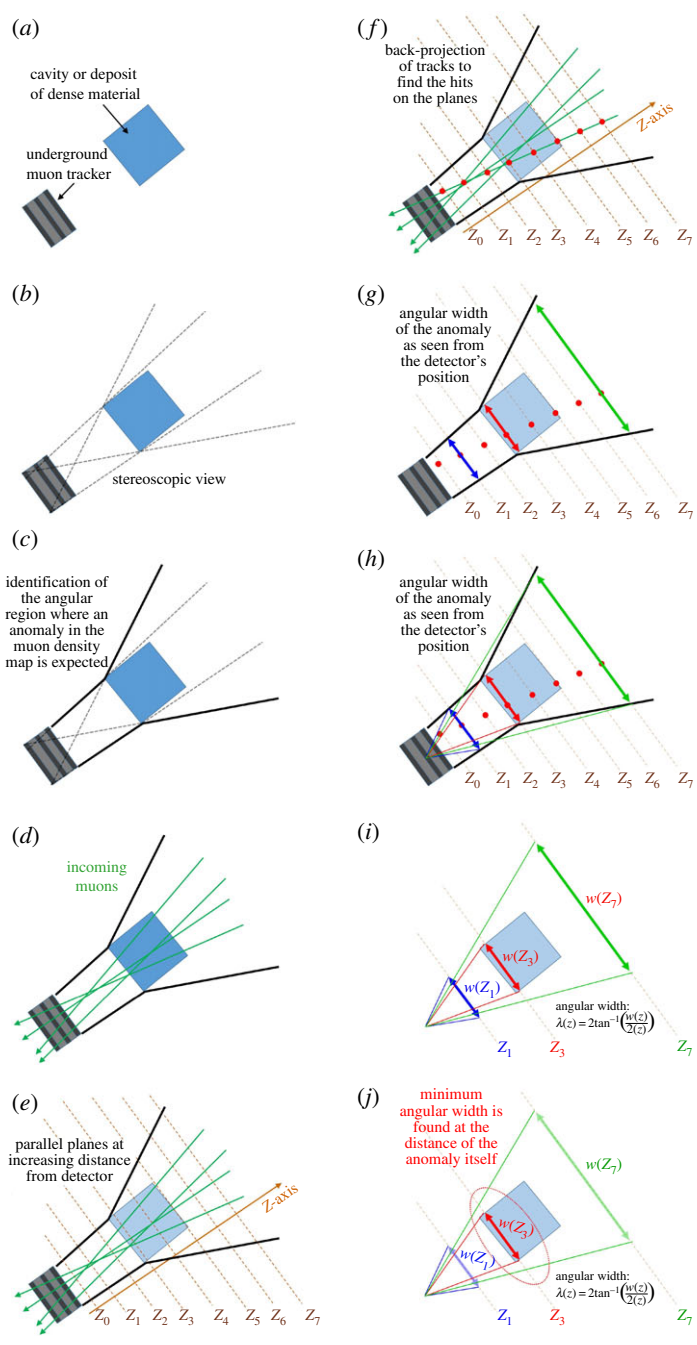 (a)
cavity or deposit
of dense material
underground
muon tracker
(b)
stereoscopic view
(c)
identification of
the angular
region where an
anomaly in the
muon density
map is expected
(d)
incoming
muons
(e)
parallel planes at
increasing distance
from detector
Z-axis
Z0 Z1 Z2 Z3 Z4 Z5 Z6 Z7
(f)
back-projection
of tracks to
find the hits
on the planes
Z-axis
Z0 Z1 Z2 Z3 Z4 Z5 Z6 Z7
(g)
angular width
of the anomaly
as seen from
the detector’s
position
Z0 Z1 Z2 Z3 Z4 Z5 Z6 Z7
(h)
angular width
of the anomaly
as seen from
the detector’s
position
Z0 Z1 Z2 Z3 Z4 Z5 Z6 Z7
(i)
w(Z7)
w(Z3)
w(Z1)
angular width:
λ(z) = 2tan−1(w(z)/2(z))
Z1 Z3 Z7
(j)
minimum
angular width is
found at the
distance of the
anomaly itself
w(Z7)
w(Z3)
w(Z1)
angular width:
λ(z) = 2tan−1(w(z)/2(z))
Z1 Z3 Z7